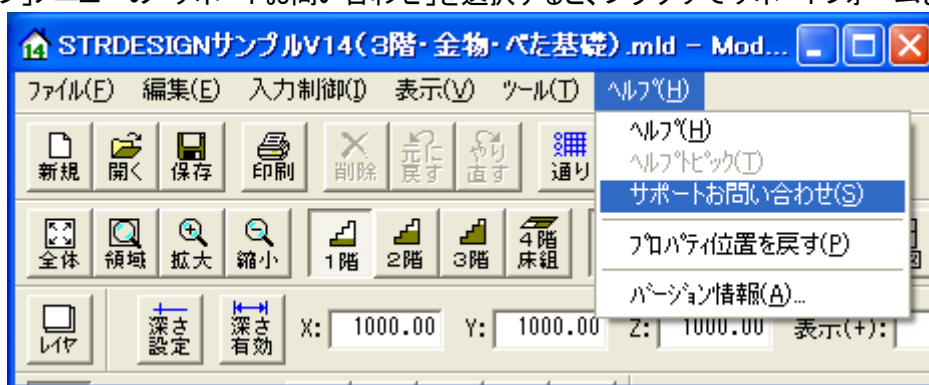 」メニューの「サポートお問い合わせ」を選択すると、ブラウザでサポートフォーム
STRDESIGNサンプルV14(3階・金物・べた基礎).mld - Mod...
ファイル(F) 編集(E) 入力制御(I) 表示(V) ツール(T) ヘルプ(H)
ヘルプ(H)
ヘルプトピック(T)
サポートお問い合わせ(S)
プロパティ位置を戻す(P)
バージョン情報(A)...
新規 開く 保存 印刷 削除 元に戻す やり直す 通り
全体 領域 拡大 縮小 1階 2階 3階 4階床組 図
レイヤ 深さ設定 深さ有効 X: 1000.00 Y: 1000.00 Z: 1000.00 表示(+):